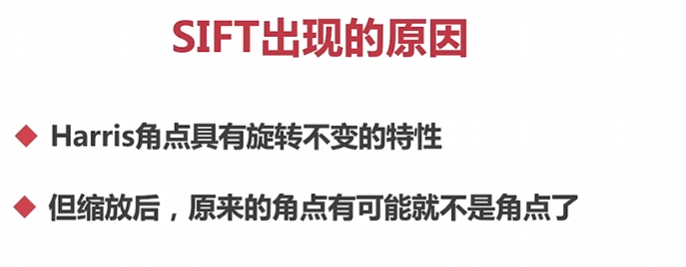 SIFT出现的原因
Harris角点具有旋转不变的特性
但缩放后，原来的角点有可能就不是角点了